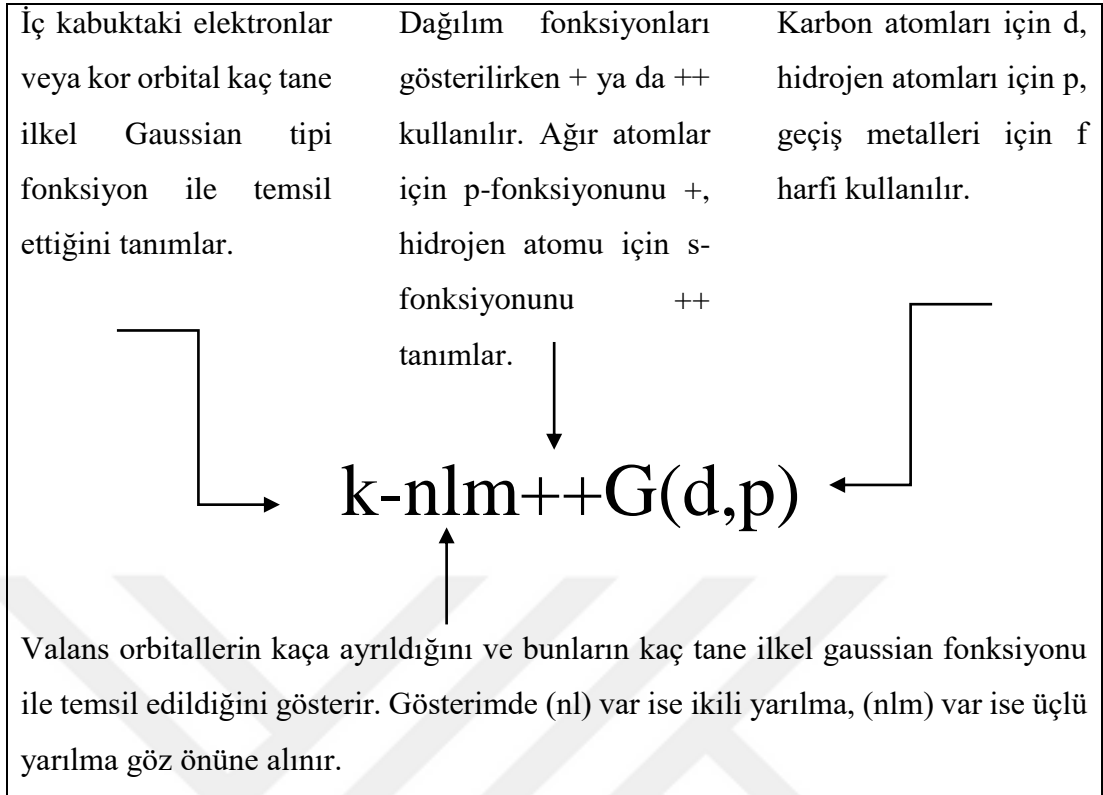 İç kabuktaki elektronlar
veya kor orbital kaç tane
ilkel Gaussian tipi
fonksiyon ile temsil
ettiğini tanımlar.
Dağılım fonksiyonları
gösterilirken + ya da ++
kullanılır. Ağır atomlar
için p-fonksiyonunu +,
hidrojen atomu için s-
fonksiyonunu ++
tanımlar.
Karbon atomları için d,
hidrojen atomları için p,
geçiş metalleri için f
harfi kullanılır.
k-nlm++G(d,p)
Valans orbitallerin kaça ayrıldığını ve bunların kaç tane ilkel gaussian fonksiyonu
ile temsil edildiğini gösterir. Gösterimde (nl) var ise ikili yarılma, (nlm) var ise üçlü
yarılma göz önüne alınır.